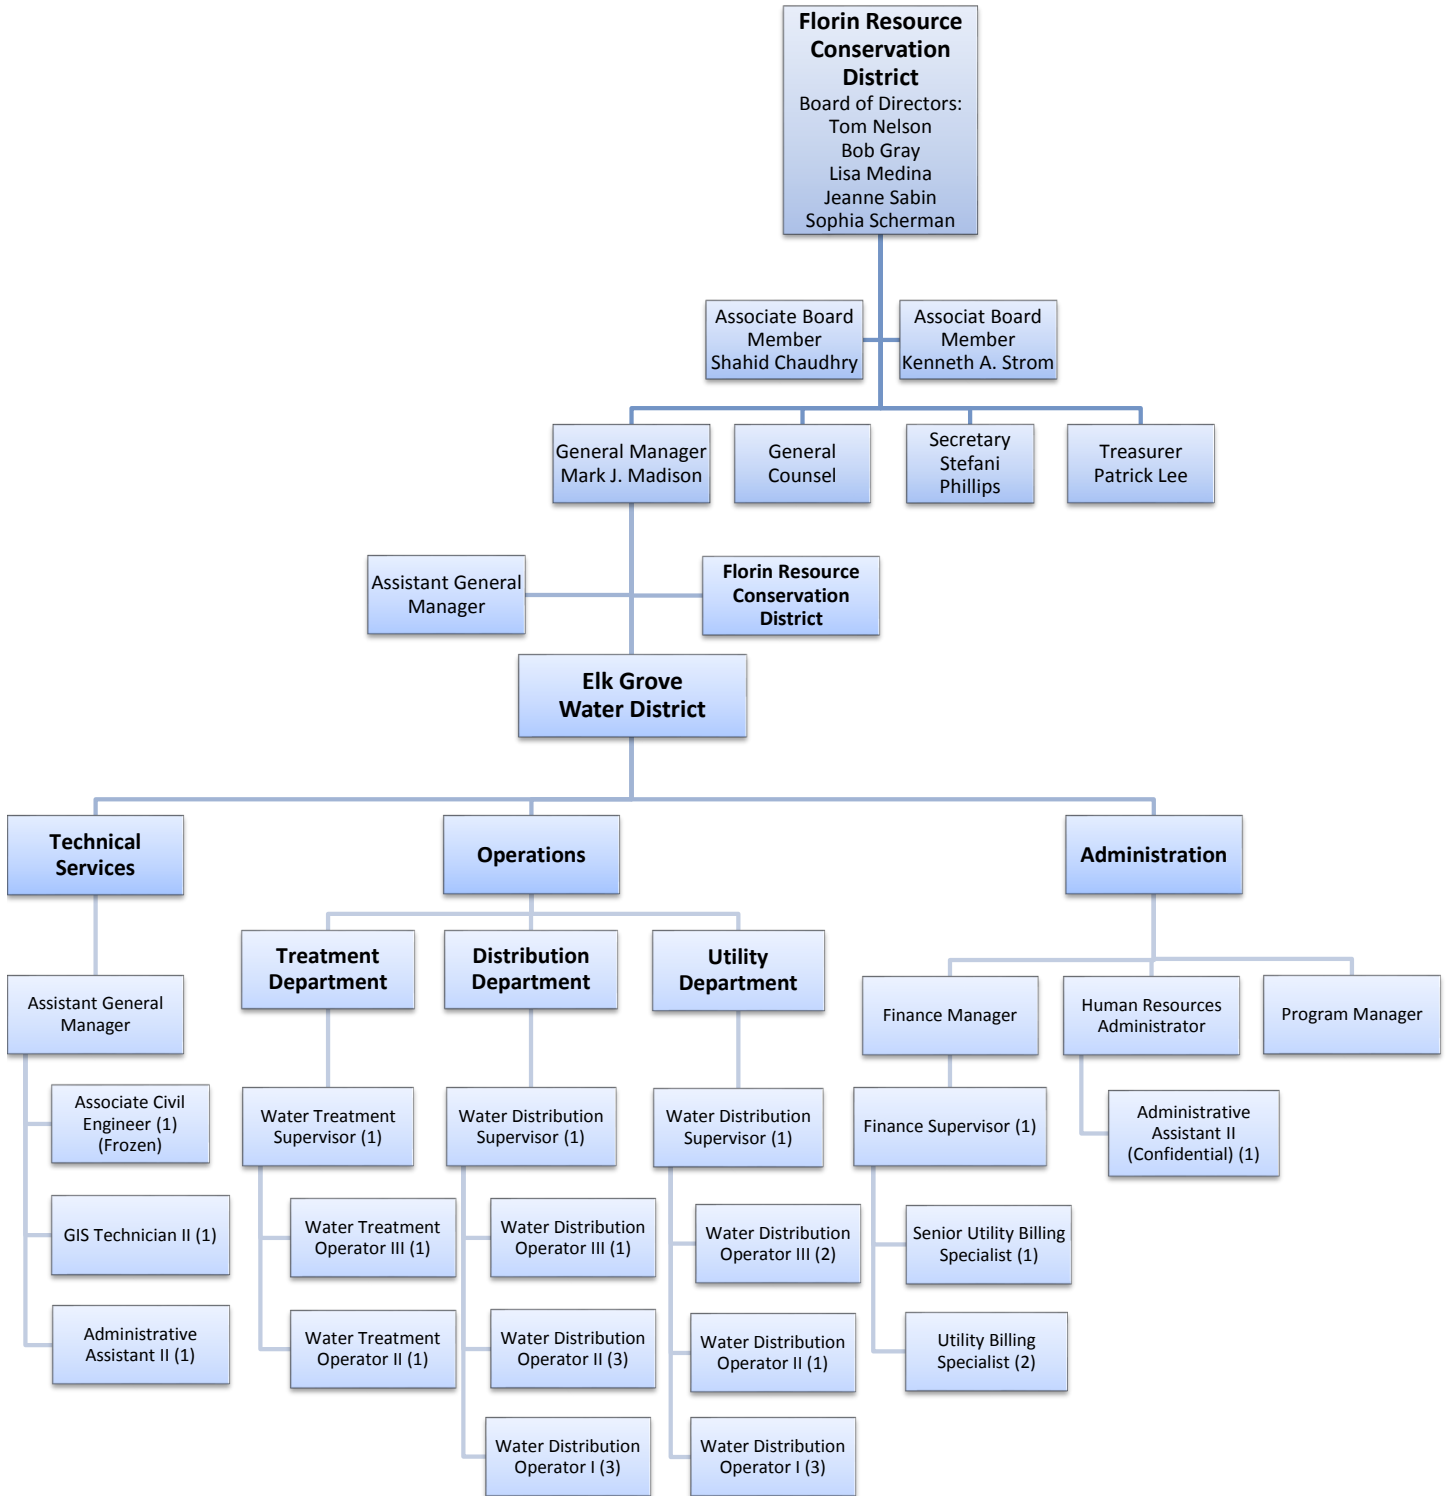 Florin Resource
Conservation
District
Board of Directors:
Tom Nelson
Bob Gray
Lisa Medina
Jeanne Sabin
Sophia Scherman
Associate Board
Member
Shahid Chaudhry
Associat Board
Member
Kenneth A. Strom
General Manager
Mark J. Madison
General
Counsel
Secretary
Stefani
Phillips
Treasurer
Patrick Lee
Assistant General
Manager
Florin Resource
Conservation
District
Elk Grove
Water District
Technical
Services
Operations
Administration
Treatment
Department
Distribution
Department
Utility
Department
Assistant General
Manager
Finance Manager
Human Resources
Administrator
Program Manager
Associate Civil
Engineer (1)
(Frozen)
GIS Technician II (1)
Administrative
Assistant II (1)
Water Treatment
Supervisor (1)
Water Treatment
Operator III (1)
Water Treatment
Operator II (1)
Water Distribution
Supervisor (1)
Water Distribution
Operator III (1)
Water Distribution
Operator II (3)
Water Distribution
Operator I (3)
Water Distribution
Supervisor (1)
Water Distribution
Operator III (2)
Water Distribution
Operator II (1)
Water Distribution
Operator I (3)
Finance Supervisor (1)
Senior Utility Billing
Specialist (1)
Utility Billing
Specialist (2)
Administrative
Assistant II
(Confidential) (1)